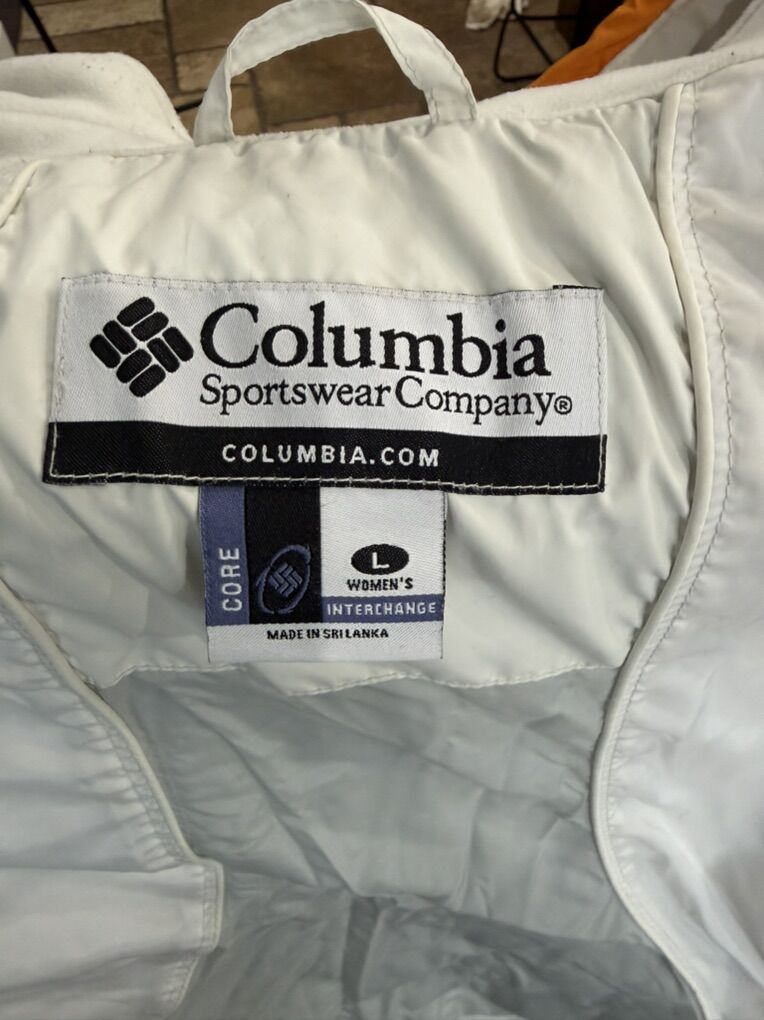 Columbia
Sportswear Company®
COLUMBIA.COM
CORE
L
WOMEN'S
INTERCHANGE
MADE IN SRI LANKA